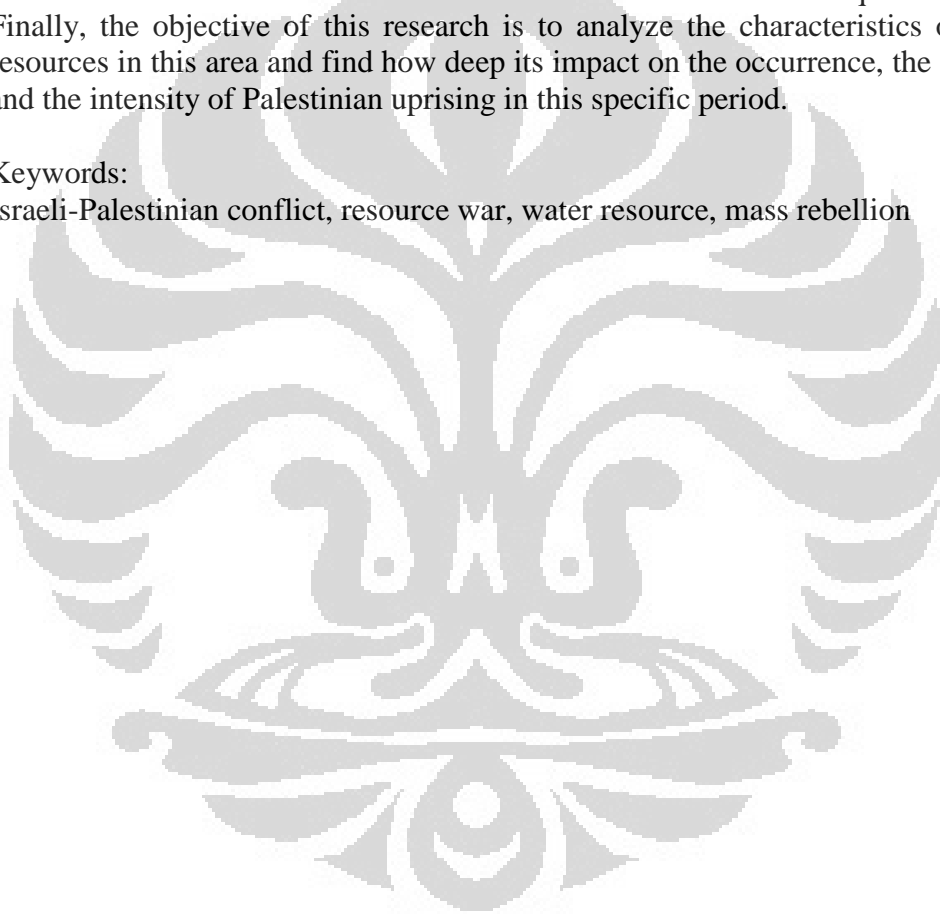 Finally, the objective of this research is to analyze the characteristics
resources in this area and find how deep its impact on the occurrence, the
and the intensity of Palestinian uprising in this specific period.
Keywords:
sraeli-Palestinian conflict, resource war, water resource, mass rebellion